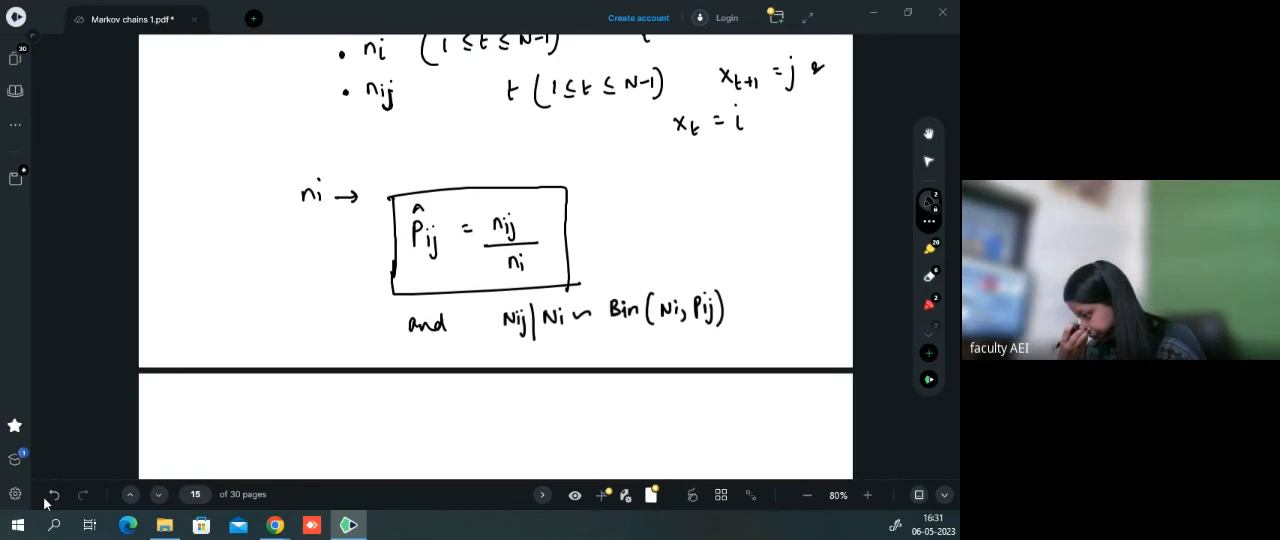 Markov chains 1.pdf*
Create account
Login
30
• ni (1 ≤ t ≤ N-1) i
• nij t (1 ≤ t ≤ N-1) xt+1 = j &
xt = i
ni →
P̂ij = nij / ni
and Nij | Ni ~ Bin(Ni, Pij)
faculty AEI
15 of 30 pages
80%
16:31
06-05-2023